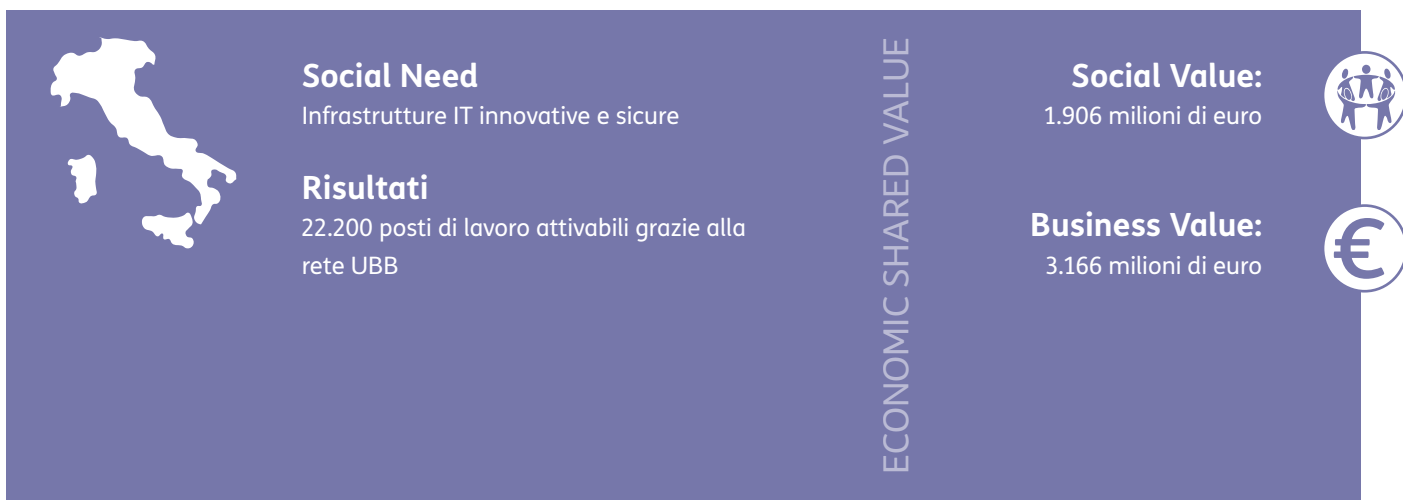 Social Need
Infrastrutture IT innovative e sicure
Risultati
22.200 posti di lavoro attivabili grazie alla
rete UBB
ECONOMIC SHARED VALUE
Social Value:
1.906 milioni di euro
Business Value:
3.166 milioni di euro
€